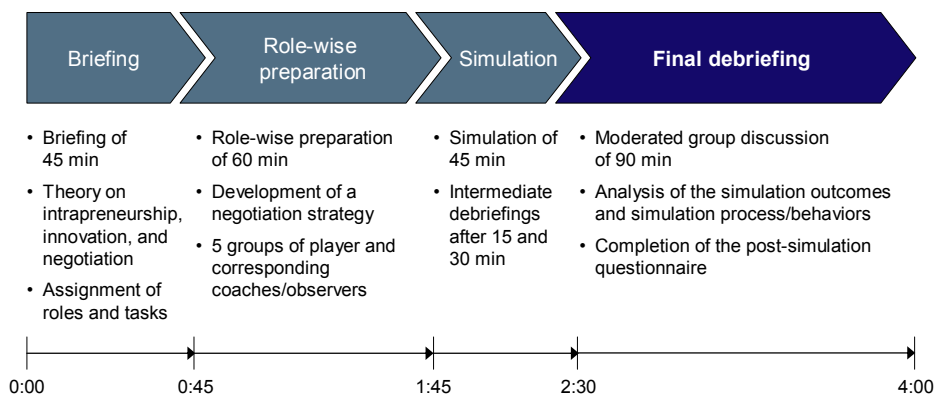 Briefing
Role-wise
preparation
Simulation
Final debriefing
• Briefing of
45 min
• Theory on
intrapreneurship,
innovation, and
negotiation
• Assignment of
roles and tasks
• Role-wise preparation
of 60 min
• Development of a
negotiation strategy
• 5 groups of player and
corresponding
coaches/observers
• Simulation of
45 min
• Intermediate
debriefings
after 15 and
30 min
• Moderated group discussion
of 90 min
• Analysis of the simulation outcomes
and simulation process/behaviors
• Completion of the post-simulation
questionnaire
0:00
0:45
1:45
2:30
4:00